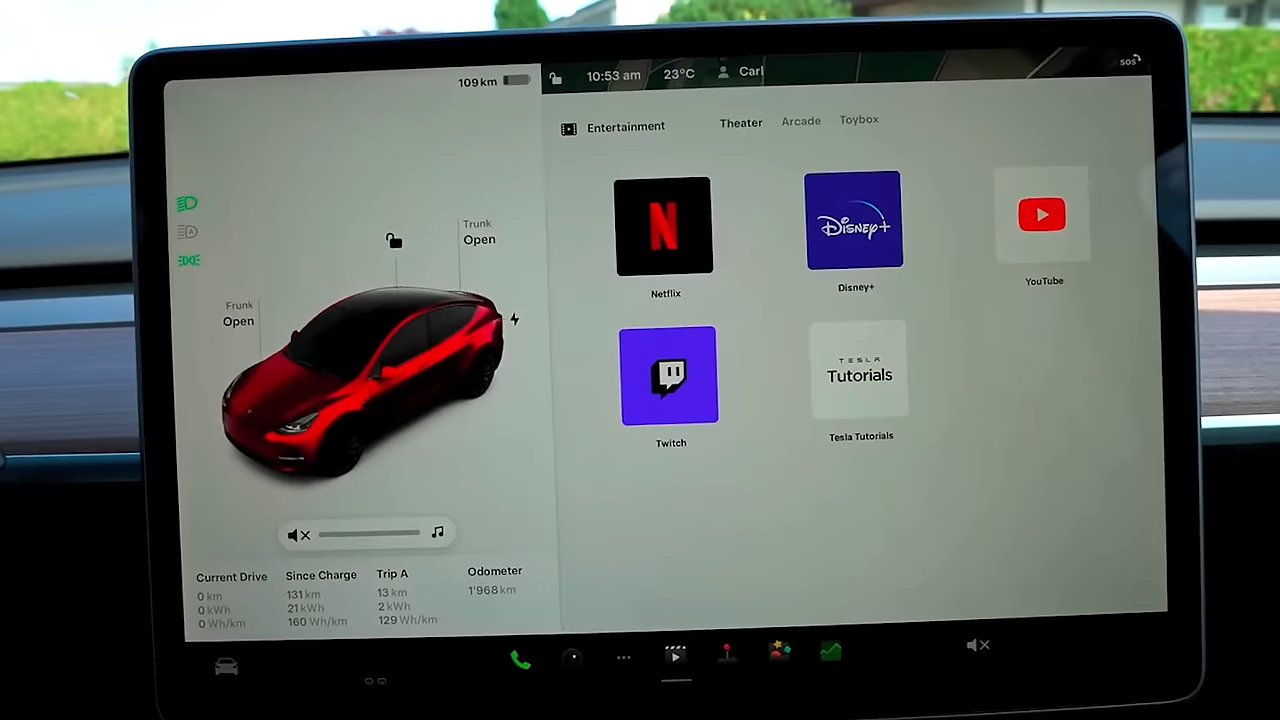 109 km
10:53 am 23°C Carl
SOS
Entertainment Theater Arcade Toybox
A
Trunk
Open
Frunk
Open
N
Netflix
Disney+
Disney+
YouTube
Twitch
TESLA
Tutorials
Tesla Tutorials
Current Drive
0 km
0 kWh
0 Wh/km
Since Charge
131 km
21 kWh
160 Wh/km
Trip A
13 km
2 kWh
129 Wh/km
Odometer
1'968 km